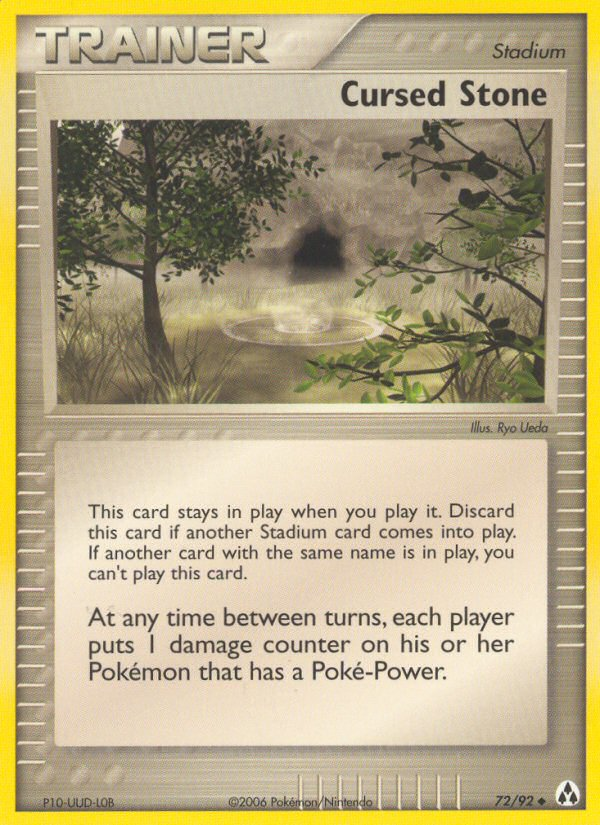 TRAINER
Stadium
Cursed Stone
Illus. Ryo Ueda
This card stays in play when you play it. Discard
this card if another Stadium card comes into play.
If another card with the same name is in play, you
can't play this card.
At any time between turns, each player
puts 1 damage counter on his or her
Pokémon that has a Poké-Power.
P10-UUD-L0B
©2006 Pokémon/Nintendo
72/92